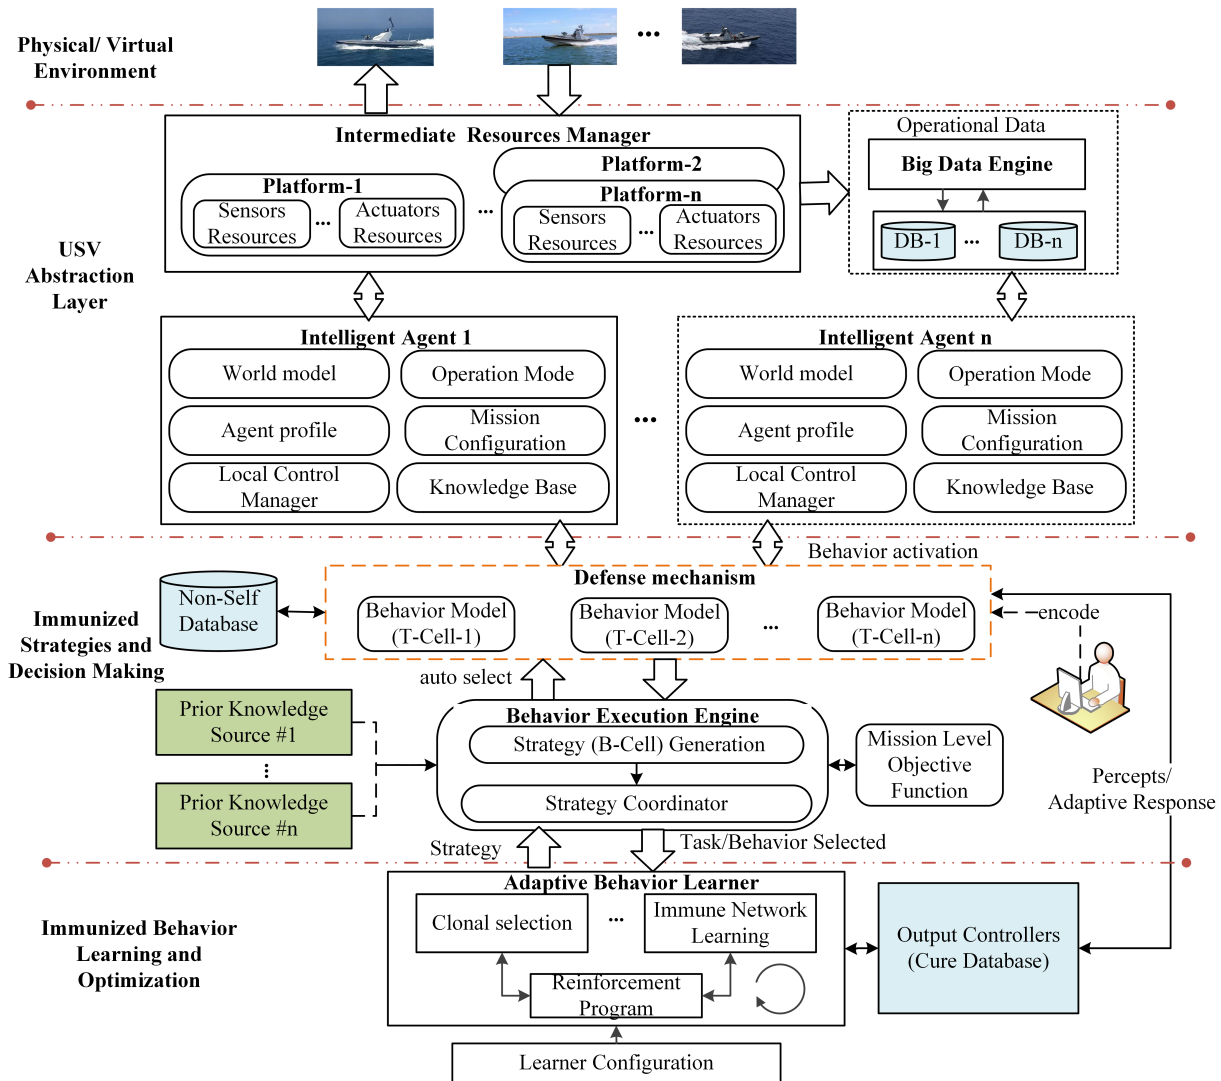 Physical/ Virtual
Environment
Intermediate Resources Manager
Platform-1
Sensors
Resources
...
Actuators
Resources
...
Platform-2
Platform-n
Sensors
Resources
...
Actuators
Resources
Operational Data
Big Data Engine
DB-1
...
DB-n
USV
Abstraction
Layer
Intelligent Agent 1
World model
Operation Mode
Agent profile
Mission
Configuration
Local Control
Manager
Knowledge Base
...
Intelligent Agent n
World model
Operation Mode
Agent profile
Mission
Configuration
Local Control
Manager
Knowledge Base
Behavior activation
Immunized
Strategies and
Decision Making
Non-Self
Database
Defense mechanism
Behavior Model
(T-Cell-1)
Behavior Model
(T-Cell-2)
...
Behavior Model
(T-Cell-n)
encode
auto select
Prior Knowledge
Source #1
...
Prior Knowledge
Source #n
Behavior Execution Engine
Strategy (B-Cell) Generation
Strategy Coordinator
Mission Level
Objective
Function
Percepts/
Adaptive Response
Strategy
Task/Behavior Selected
Immunized Behavior
Learning and
Optimization
Adaptive Behavior Learner
Clonal selection
...
Immune Network
Learning
Reinforcement
Program
Output Controllers
(Cure Database)
Learner Configuration